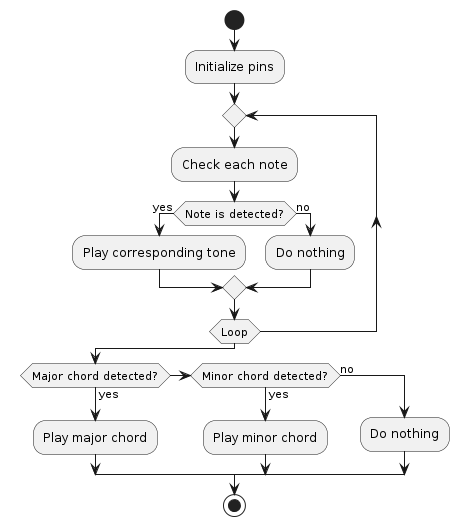 Initialize pins
Check each note
yes
Note is detected?
no
Play corresponding tone
Do nothing
Loop
Major chord detected?
Minor chord detected?
no
yes
yes
Play major chord
Play minor chord
Do nothing